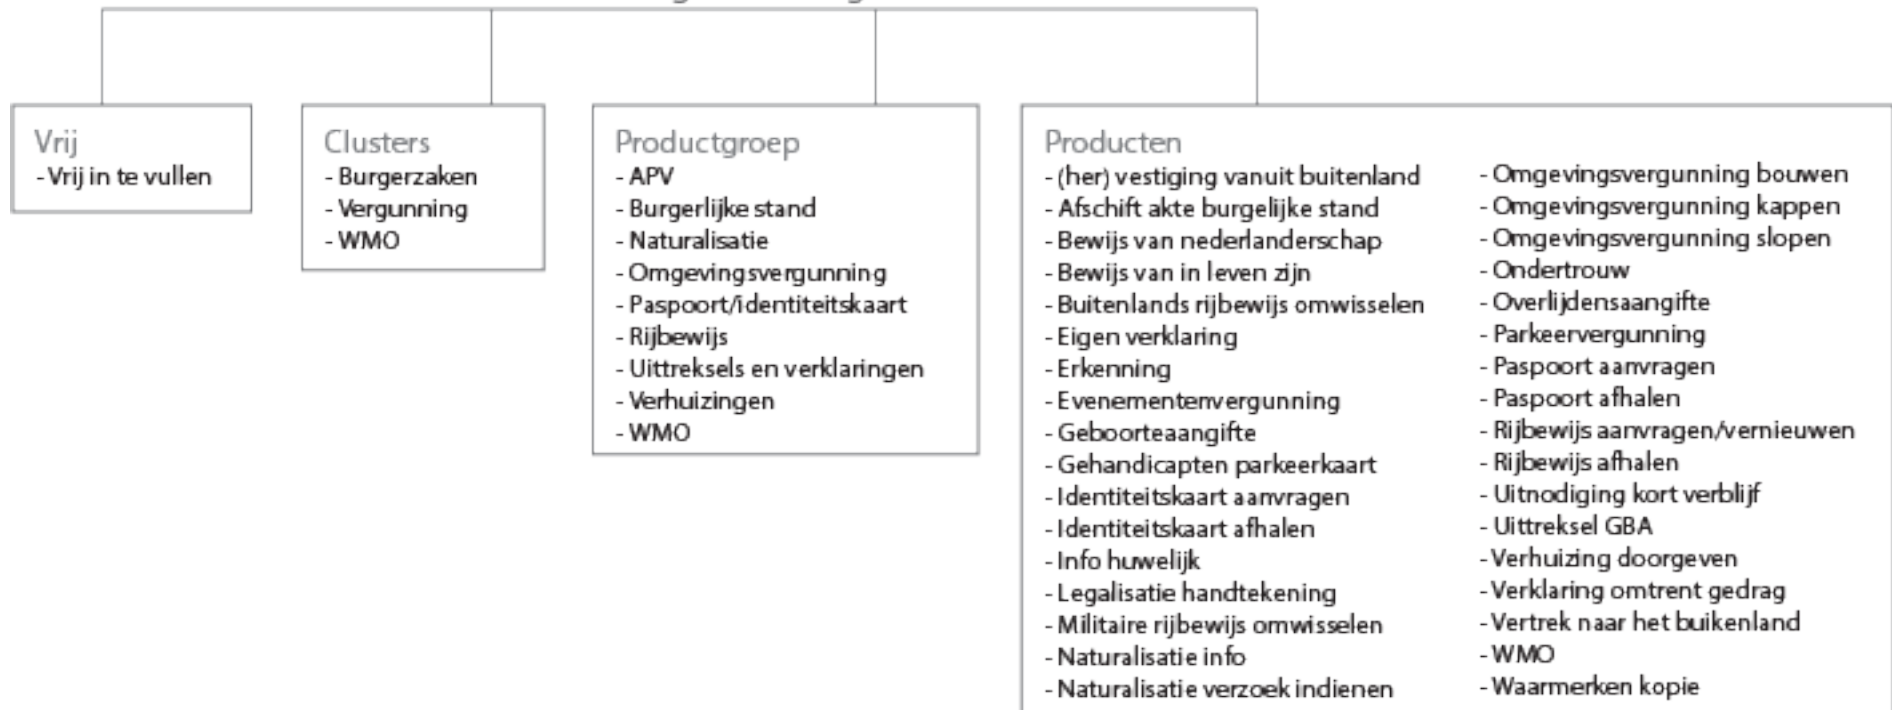 Vrij
- Vrij in te vullen
Clusters
- Burgerzaken
- Vergunning
- WMO
Productgroep
- APV
- Burgerlijke stand
- Naturalisatie
- Omgevingsvergunning
- Paspoort/identiteitskaart
- Rijbewijs
- Uittreksels en verklaringen
- Verhuizingen
- WMO
Producten
- (her) vestiging vanuit buitenland
- Afschift akte burgelijke stand
- Bewijs van nederlanderschap
- Bewijs van in leven zijn
- Buitenlands rijbewijs omwisselen
- Eigen verklaring
- Erkenning
- Evenementenvergunning
- Geboorteaangifte
- Gehandicapten parkeerkaart
- Identiteitskaart aanvragen
- Identiteitskaart afhalen
- Info huwelijk
- Legalisatie handtekening
- Militaire rijbewijs omwisselen
- Naturalisatie info
- Naturalisatie verzoek indienen
- Omgevingsvergunning bouwen
- Omgevingsvergunning kappen
- Omgevingsvergunning slopen
- Ondertrouw
- Overlijdensaangifte
- Parkeervergunning
- Paspoort aanvragen
- Paspoort afhalen
- Rijbewijs aanvragen/vernieuwen
- Rijbewijs afhalen
- Uitnodiging kort verblijf
- Uittreksel GBA
- Verhuizing doorgeven
- Verklaring omtrent gedrag
- Vertrek naar het buikenland
- WMO
- Waarmerken kopie